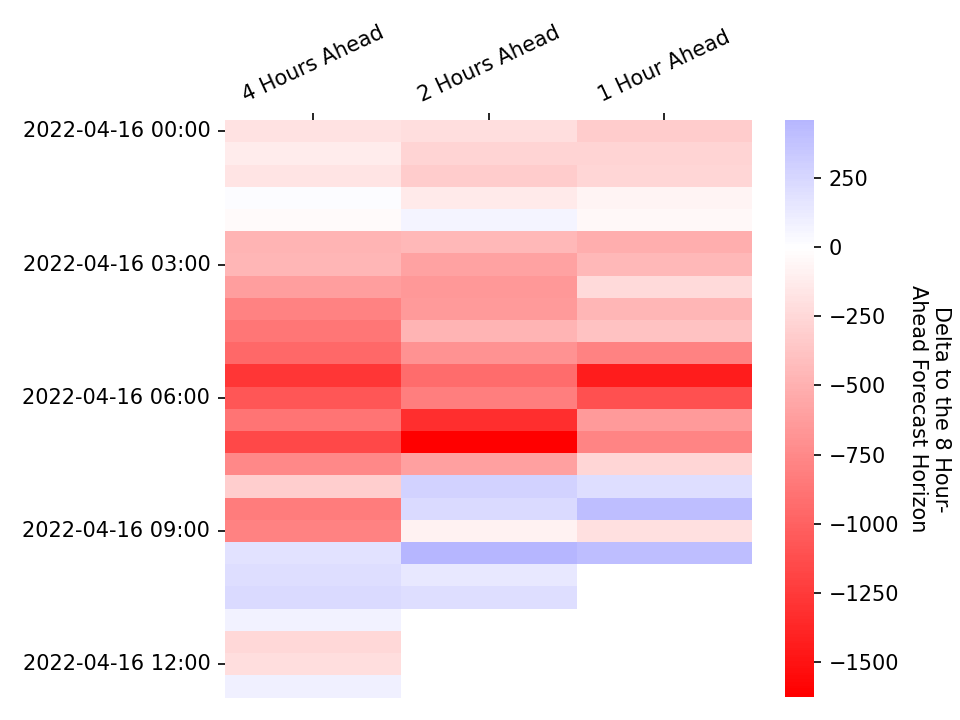 4 Hours Ahead
2 Hours Ahead
1 Hour Ahead
2022-04-16 00:00
2022-04-16 03:00
2022-04-16 06:00
2022-04-16 09:00
2022-04-16 12:00
250
0
−250
−500
−750
−1000
−1250
−1500
Delta to the 8 Hour-
Ahead Forecast Horizon